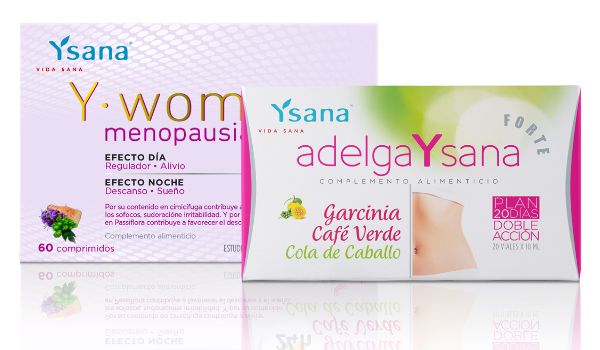 Ysana®
VIDA SANA
Y·wom
menopausia
EFECTO DÍA
Regulador • Alivio
EFECTO NOCHE
Descanso • Sueño
Por su contenido en cimicífuga contribuye a
los sofocos, sudoración e irritabilidad. Y por
en Passiflora contribuye a favorecer el desc
Complemento alimenticio
60 comprimidos
ESTUDI
Ysana®
VIDA SANA
FORTE
adelgaYsana
COMPLEMENTO ALIMENTICIO
Garcinia
Café Verde
Cola de Caballo
PLAN
20DÍAS
DOBLE
ACCIÓN
20 VIALES X 10 ML